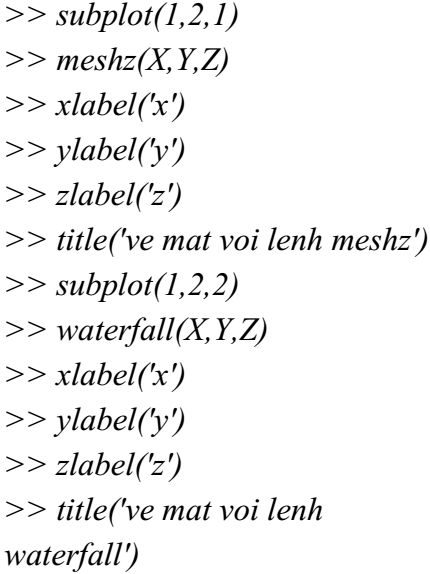 >> subplot(1,2,1)
>> meshz(X,Y,Z)
>> xlabel('x')
>> ylabel('y')
>> zlabel('z')
>> title('ve mat voi lenh meshz')
>> subplot(1,2,2)
>> waterfall(X,Y,Z)
>> xlabel('x')
>> ylabel('y')
>> zlabel('z')
>> title('ve mat voi lenh
waterfall')